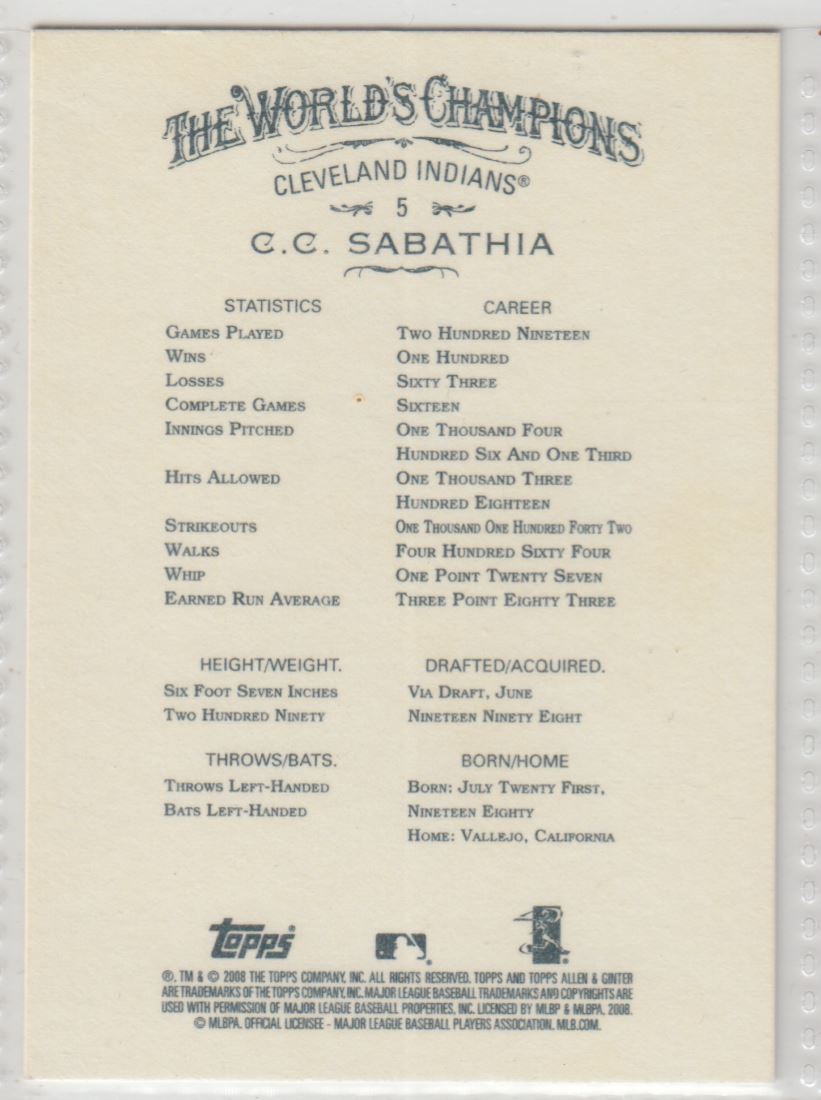 THE WORLD'S CHAMPIONS
CLEVELAND INDIANS®
5
C.C. SABATHIA
STATISTICS CAREER
GAMES PLAYED TWO HUNDRED NINETEEN
WINS ONE HUNDRED
LOSSES SIXTY THREE
COMPLETE GAMES SIXTEEN
INNINGS PITCHED ONE THOUSAND FOUR
HUNDRED SIX AND ONE THIRD
HITS ALLOWED ONE THOUSAND THREE
HUNDRED EIGHTEEN
STRIKEOUTS ONE THOUSAND ONE HUNDRED FORTY TWO
WALKS FOUR HUNDRED SIXTY FOUR
WHIP ONE POINT TWENTY SEVEN
EARNED RUN AVERAGE THREE POINT EIGHTY THREE
HEIGHT/WEIGHT. DRAFTED/ACQUIRED.
SIX FOOT SEVEN INCHES VIA DRAFT, JUNE
TWO HUNDRED NINETY NINETEEN NINETY EIGHT
THROWS/BATS. BORN/HOME
THROWS LEFT-HANDED BORN: JULY TWENTY FIRST,
BATS LEFT-HANDED NINETEEN EIGHTY
HOME: VALLEJO, CALIFORNIA
topps®
®, TM & © 2008 THE TOPPS COMPANY, INC. ALL RIGHTS RESERVED. TOPPS AND TOPPS ALLEN & GINTER
ARE TRADEMARKS OF THE TOPPS COMPANY, INC. MAJOR LEAGUE BASEBALL TRADEMARKS AND COPYRIGHTS ARE
USED WITH PERMISSION OF MAJOR LEAGUE BASEBALL PROPERTIES, INC. LICENSED BY MLBP & MLBPA, 2008.
© MLBPA. OFFICIAL LICENSEE - MAJOR LEAGUE BASEBALL PLAYERS ASSOCIATION. MLB.COM.